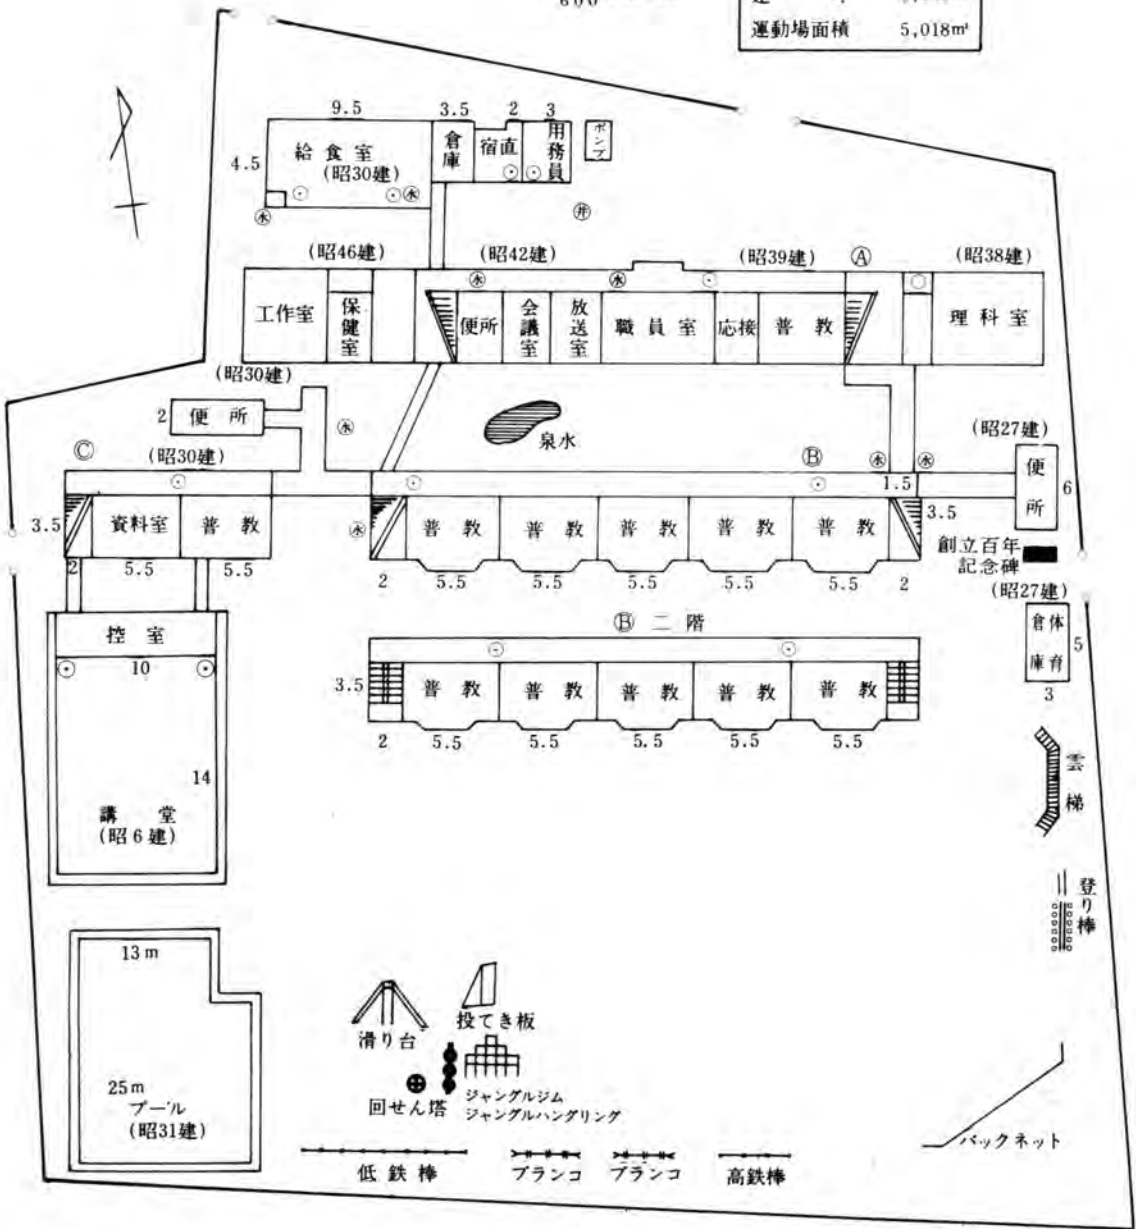 600
運動場面積 5,018m²
9.5 3.5 2 3
4.5
給食室
(昭30建)
倉庫
宿直
用務員
ポンプ
水
水
井
(昭46建) (昭42建) (昭39建) Ⓐ (昭38建)
水 水
工作室
保健室
便所
会議室
放送室
職員室
応接
普教
理科室
(昭30建)
2 便所
水
泉水
(昭27建)
便所
6
Ⓒ (昭30建) Ⓑ 水 水
1.5
3.5 資料室 普教
水
普教 普教 普教 普教 普教
3.5
2 5.5 5.5
2 5.5 5.5 5.5 5.5 5.5 2
創立百年
記念碑
(昭27建)
体育
倉庫
5
3
控室
10
14
講堂
(昭6建)
Ⓑ 二階
3.5
普教 普教 普教 普教 普教
2 5.5 5.5 5.5 5.5 5.5
雲梯
登り棒
13m
25m
プール
(昭31建)
滑り台
投てき板
回せん塔
ジャングルジム
ジャングルハングリング
バックネット
低鉄棒 ブランコ ブランコ 高鉄棒